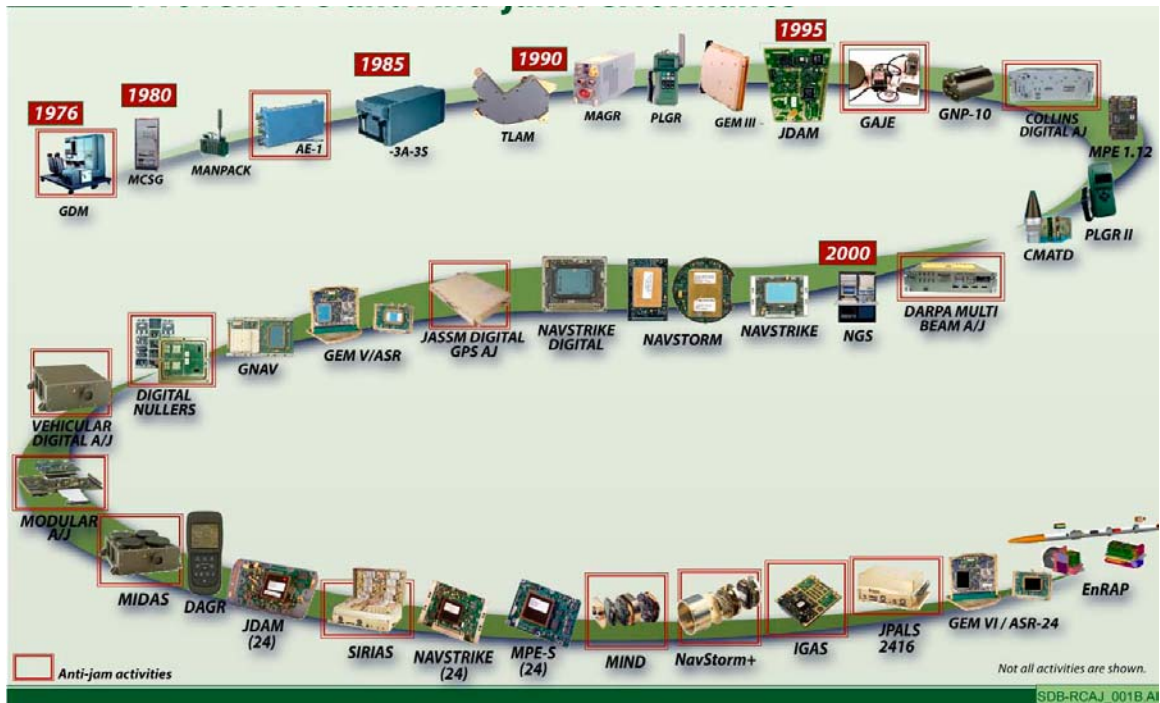 1976
1980
1985
1990
1995
GDM
MCSG
MANPACK
AE-1
-3A-3S
TLAM
MAGR
PLGR
GEM III
JDAM
GAJE
GNP-10
COLLINS
DIGITAL AJ
MPE 1.12
PLGR II
CMATD
2000
DARPA MULTI
BEAM A/J
NGS
NAVSTRIKE
NAVSTORM
NAVSTRIKE
DIGITAL
JASSM DIGITAL
GPS AJ
GEM V/ASR
GNAV
DIGITAL
NULLERS
VEHICULAR
DIGITAL A/J
MODULAR
A/J
MIDAS
DAGR
JDAM
(24)
SIRIAS
NAVSTRIKE
(24)
MPE-S
(24)
MIND
NavStorm+
IGAS
JPALS
2416
GEM VI / ASR-24
EnRAP
Anti-jam activities
Not all activities are shown.
SDB-RCAJ_001B.AI